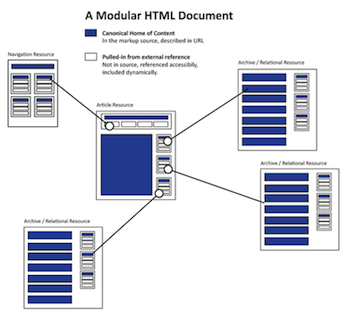 A Modular HTML Document
Canonical Home of Content
In the markup source, described in URL
Pulled-in from external reference
Not in source, referenced accessibly,
included dynamically.
Navigation Resource
Archive / Relational Resource
Article Resource
Archive / Relational Resource
Archive / Relational Resource